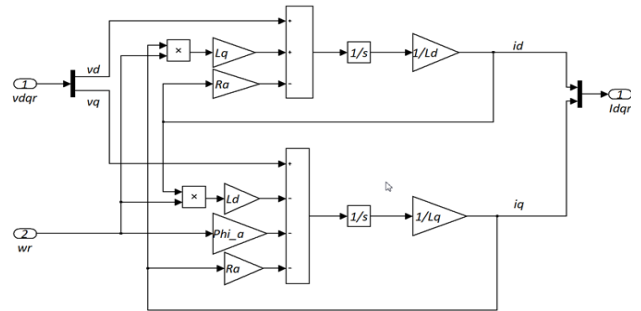 vd
+
×
Lq
+
1/s
1/Ld
id
1
vdqr
Ra
-
vq
1
Idqr
+
×
Ld
-
1/s
1/Lq
iq
2
wr
Phi_a
-
Ra
-